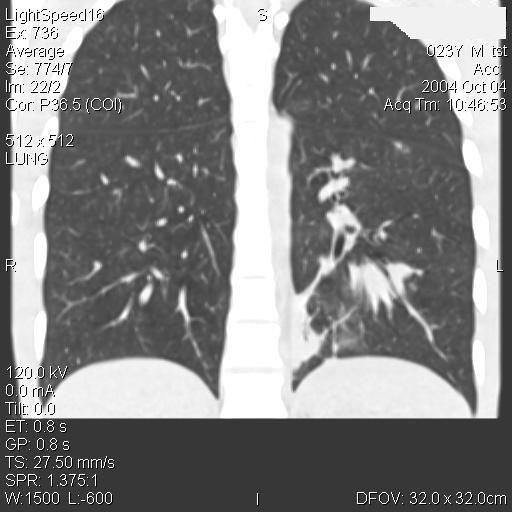 LightSpeed16
S
Ex: 736
Average
023Y M tst
Se: 774/7
Acc:
Im: 22/2
2004 Oct 04
Cor: P36.5 (COI)
Acq Tm: 10:46:53
512 x 512
LUNG
R
L
120.0 kV
0.0 mA
Tilt: 0.0
ET: 0.8 s
GP: 0.8 s
TS: 27.50 mm/s
SPR: 1.375:1
W:1500 L:-600
I
DFOV: 32.0 x 32.0cm